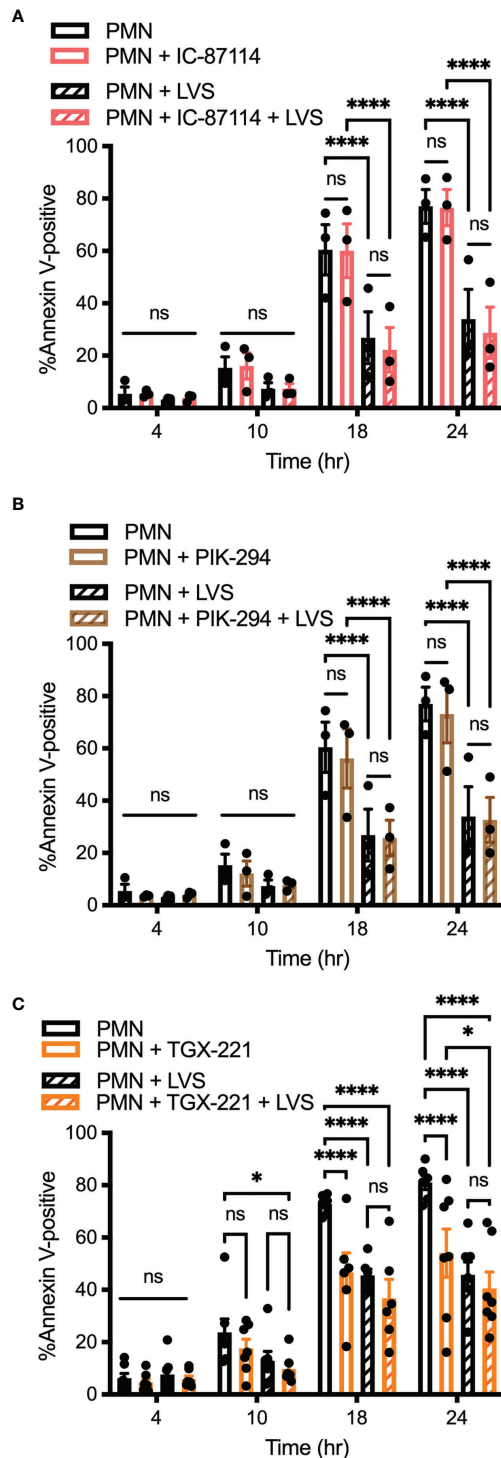 A
PMN
PMN + IC-87114
PMN + LVS
PMN + IC-87114 + LVS
%Annexin V-positive
100
80
60
40
20
0
ns
ns
ns
ns
****
****
ns
ns
****
****
4
10
18
24
Time (hr)
B
PMN
PMN + PIK-294
PMN + LVS
PMN + PIK-294 + LVS
%Annexin V-positive
100
80
60
40
20
0
ns
ns
ns
ns
****
****
ns
ns
****
****
4
10
18
24
Time (hr)
C
PMN
PMN + TGX-221
PMN + LVS
PMN + TGX-221 + LVS
%Annexin V-positive
100
80
60
40
20
0
ns
*
ns
ns
****
****
****
ns
****
*
****
****
ns
4
10
18
24
Time (hr)